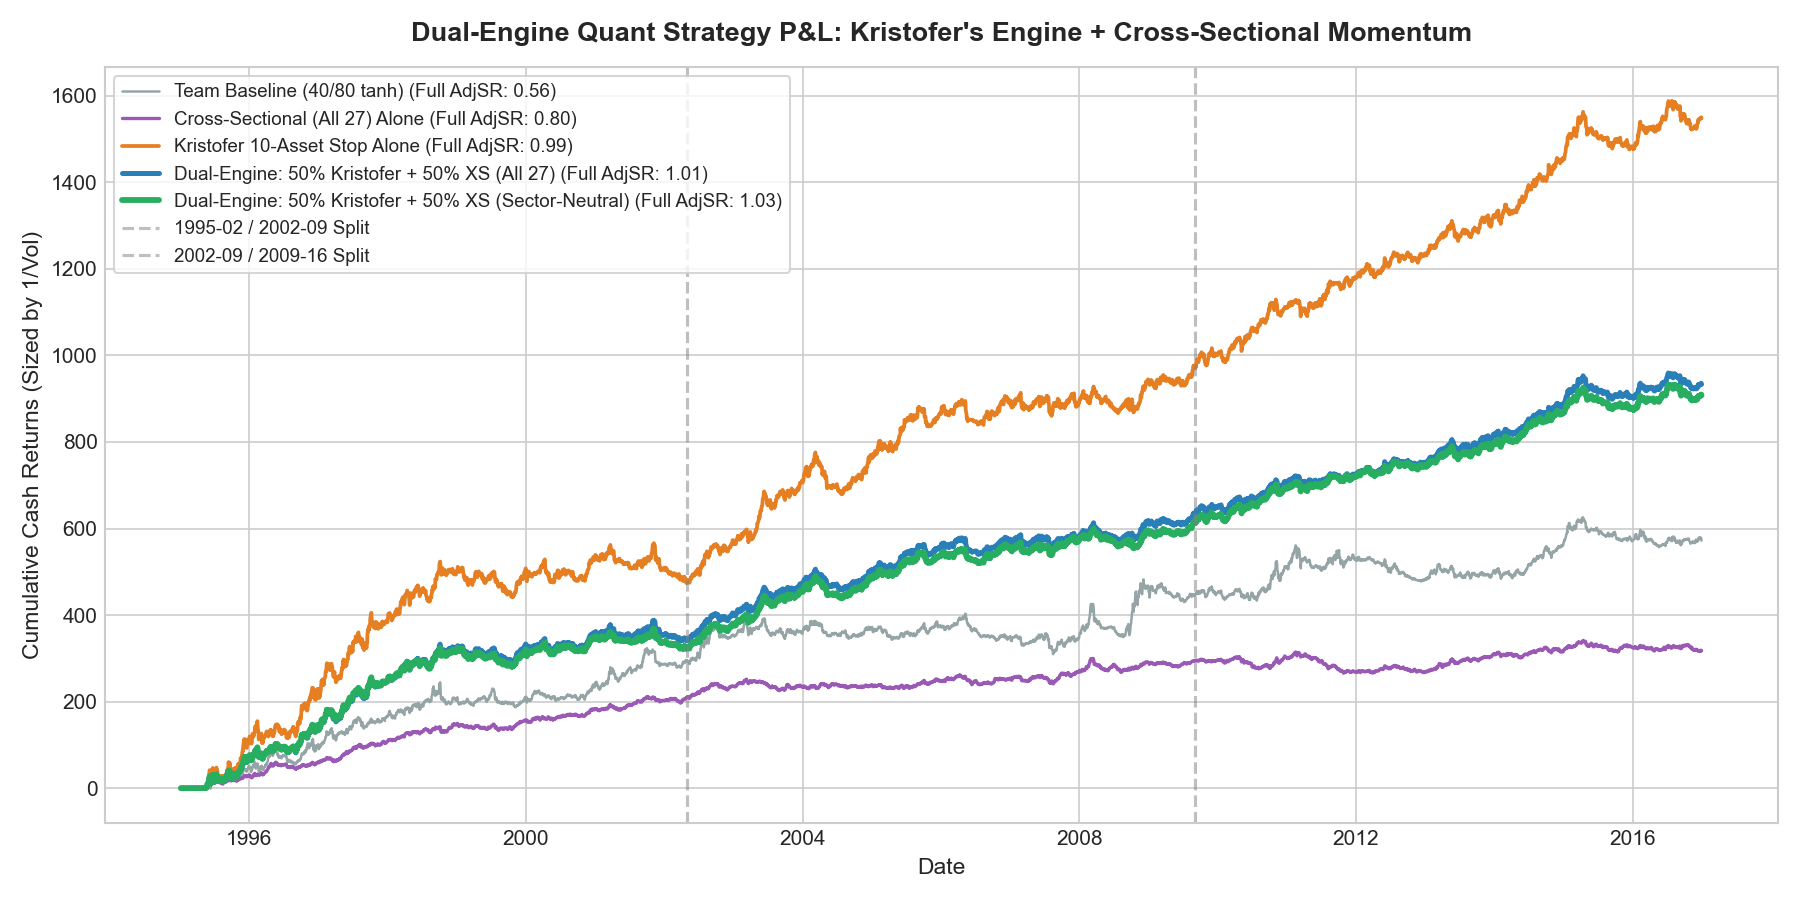 Dual-Engine Quant Strategy P&L: Kristofer's Engine + Cross-Sectional Momentum
Team Baseline (40/80 tanh) (Full AdjSR: 0.56)
Cross-Sectional (All 27) Alone (Full AdjSR: 0.80)
Kristofer 10-Asset Stop Alone (Full AdjSR: 0.99)
Dual-Engine: 50% Kristofer + 50% XS (All 27) (Full AdjSR: 1.01)
Dual-Engine: 50% Kristofer + 50% XS (Sector-Neutral) (Full AdjSR: 1.03)
1995-02 / 2002-09 Split
2002-09 / 2009-16 Split
Cumulative Cash Returns (Sized by 1/Vol)
1600
1400
1200
1000
800
600
400
200
0
1996 2000 2004 2008 2012 2016
Date